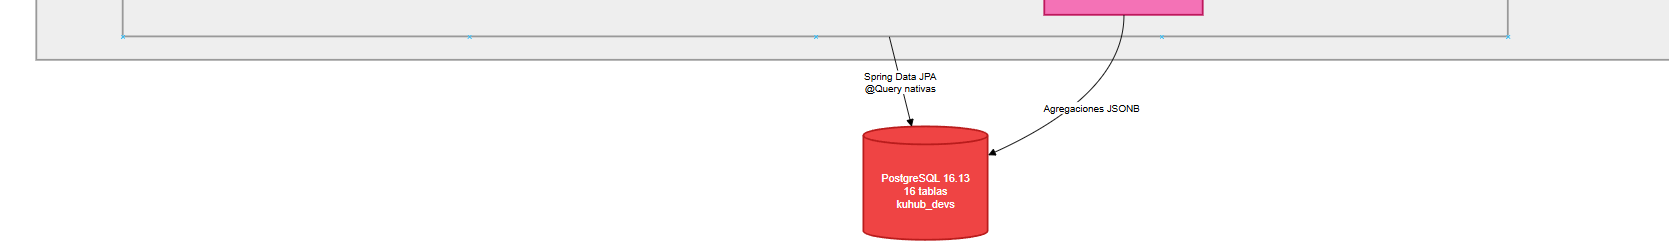 Spring Data JPA
@Query nativas
Agregaciones JSONB
PostgreSQL 16.13
16 tablas
kuhub_devs